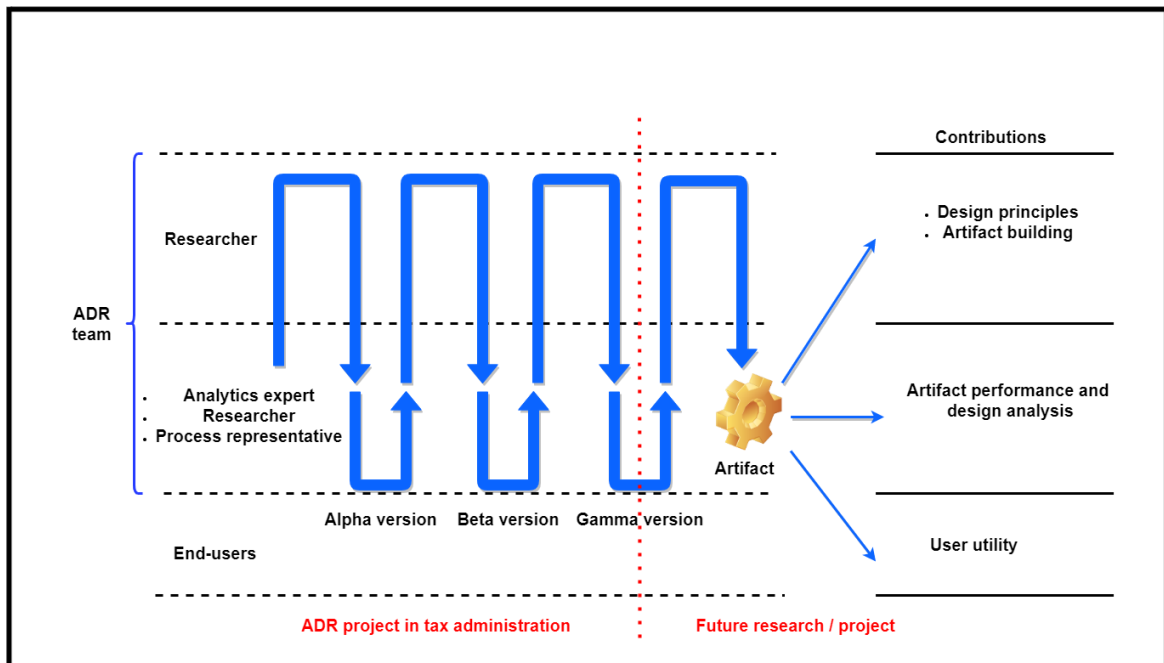 Contributions
Researcher
• Design principles
• Artifact building
ADR
team
• Analytics expert
• Researcher
• Process representative
Artifact performance and
design analysis
Artifact
Alpha version
Beta version
Gamma version
End-users
User utility
ADR project in tax administration
Future research / project